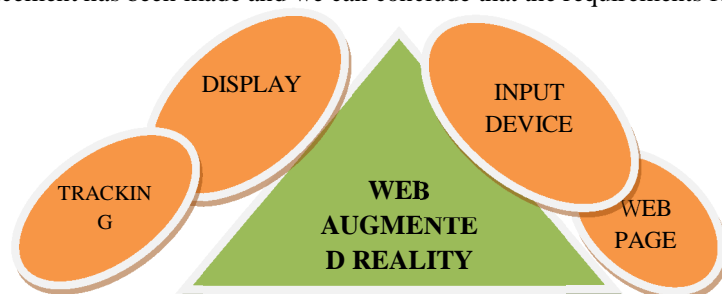 DISPLAY
INPUT
DEVICE
TRACKIN
G
WEB
AUGMENTE
D REALITY
WEB
PAGE